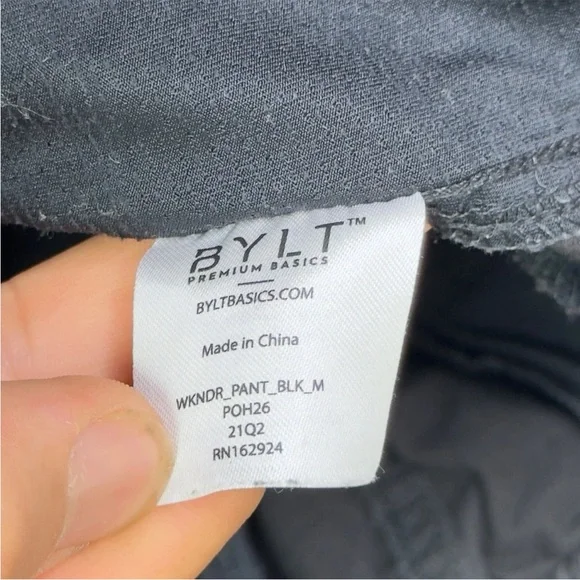 BYLT™
PREMIUM BASICS
BYLTBASICS.COM
Made in China
WKNDR_PANT_BLK_M
POH26
21Q2
RN162924